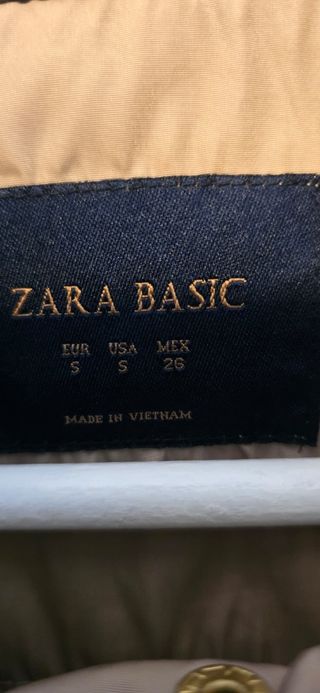 ZARA BASIC
EUR USA MEX
S S 26
MADE IN VIETNAM